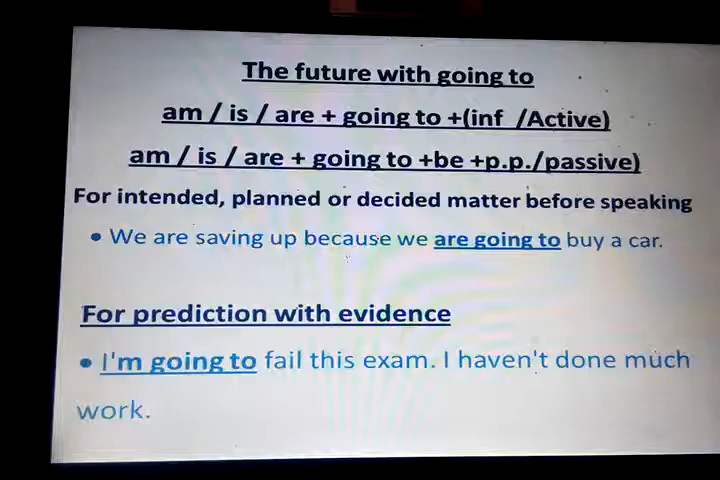 The future with going to
am / is / are + going to +(inf /Active)
am / is / are + going to +be +p.p./passive)
For intended, planned or decided matter before speaking
• We are saving up because we are going to buy a car.
For prediction with evidence
• I'm going to fail this exam. I haven't done much
work.